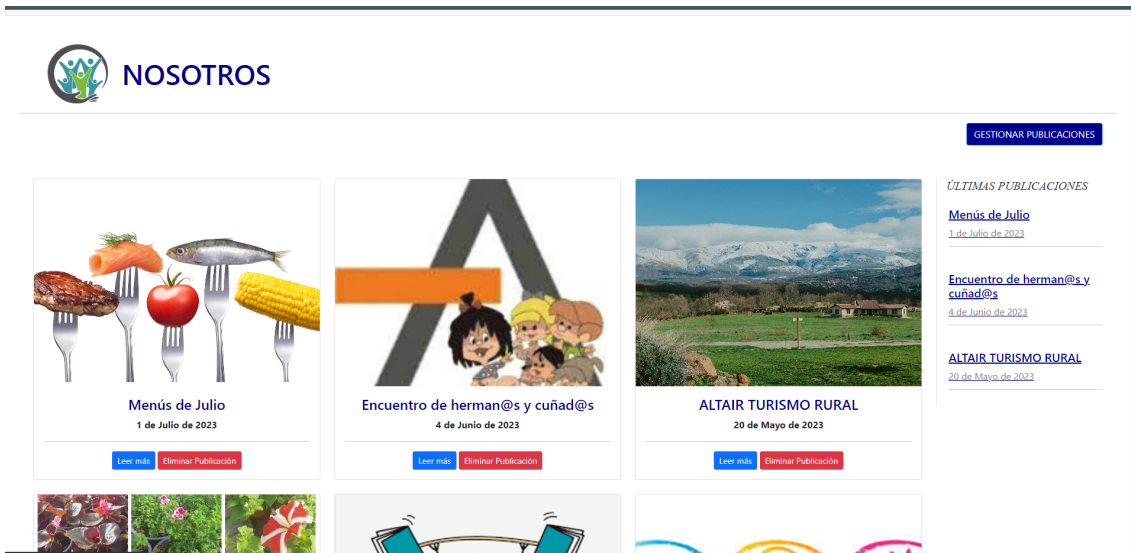 NOSOTROS
GESTIONAR PUBLICACIONES
Menús de Julio
1 de Julio de 2023
Leer más Eliminar Publicación
Encuentro de herman@s y cuñad@s
4 de Junio de 2023
Leer más Eliminar Publicación
ALTAIR TURISMO RURAL
20 de Mayo de 2023
Leer más Eliminar Publicación
ÚLTIMAS PUBLICACIONES
Menús de Julio
1 de Julio de 2023
Encuentro de herman@s y
cuñad@s
4 de Junio de 2023
ALTAIR TURISMO RURAL
20 de Mayo de 2023